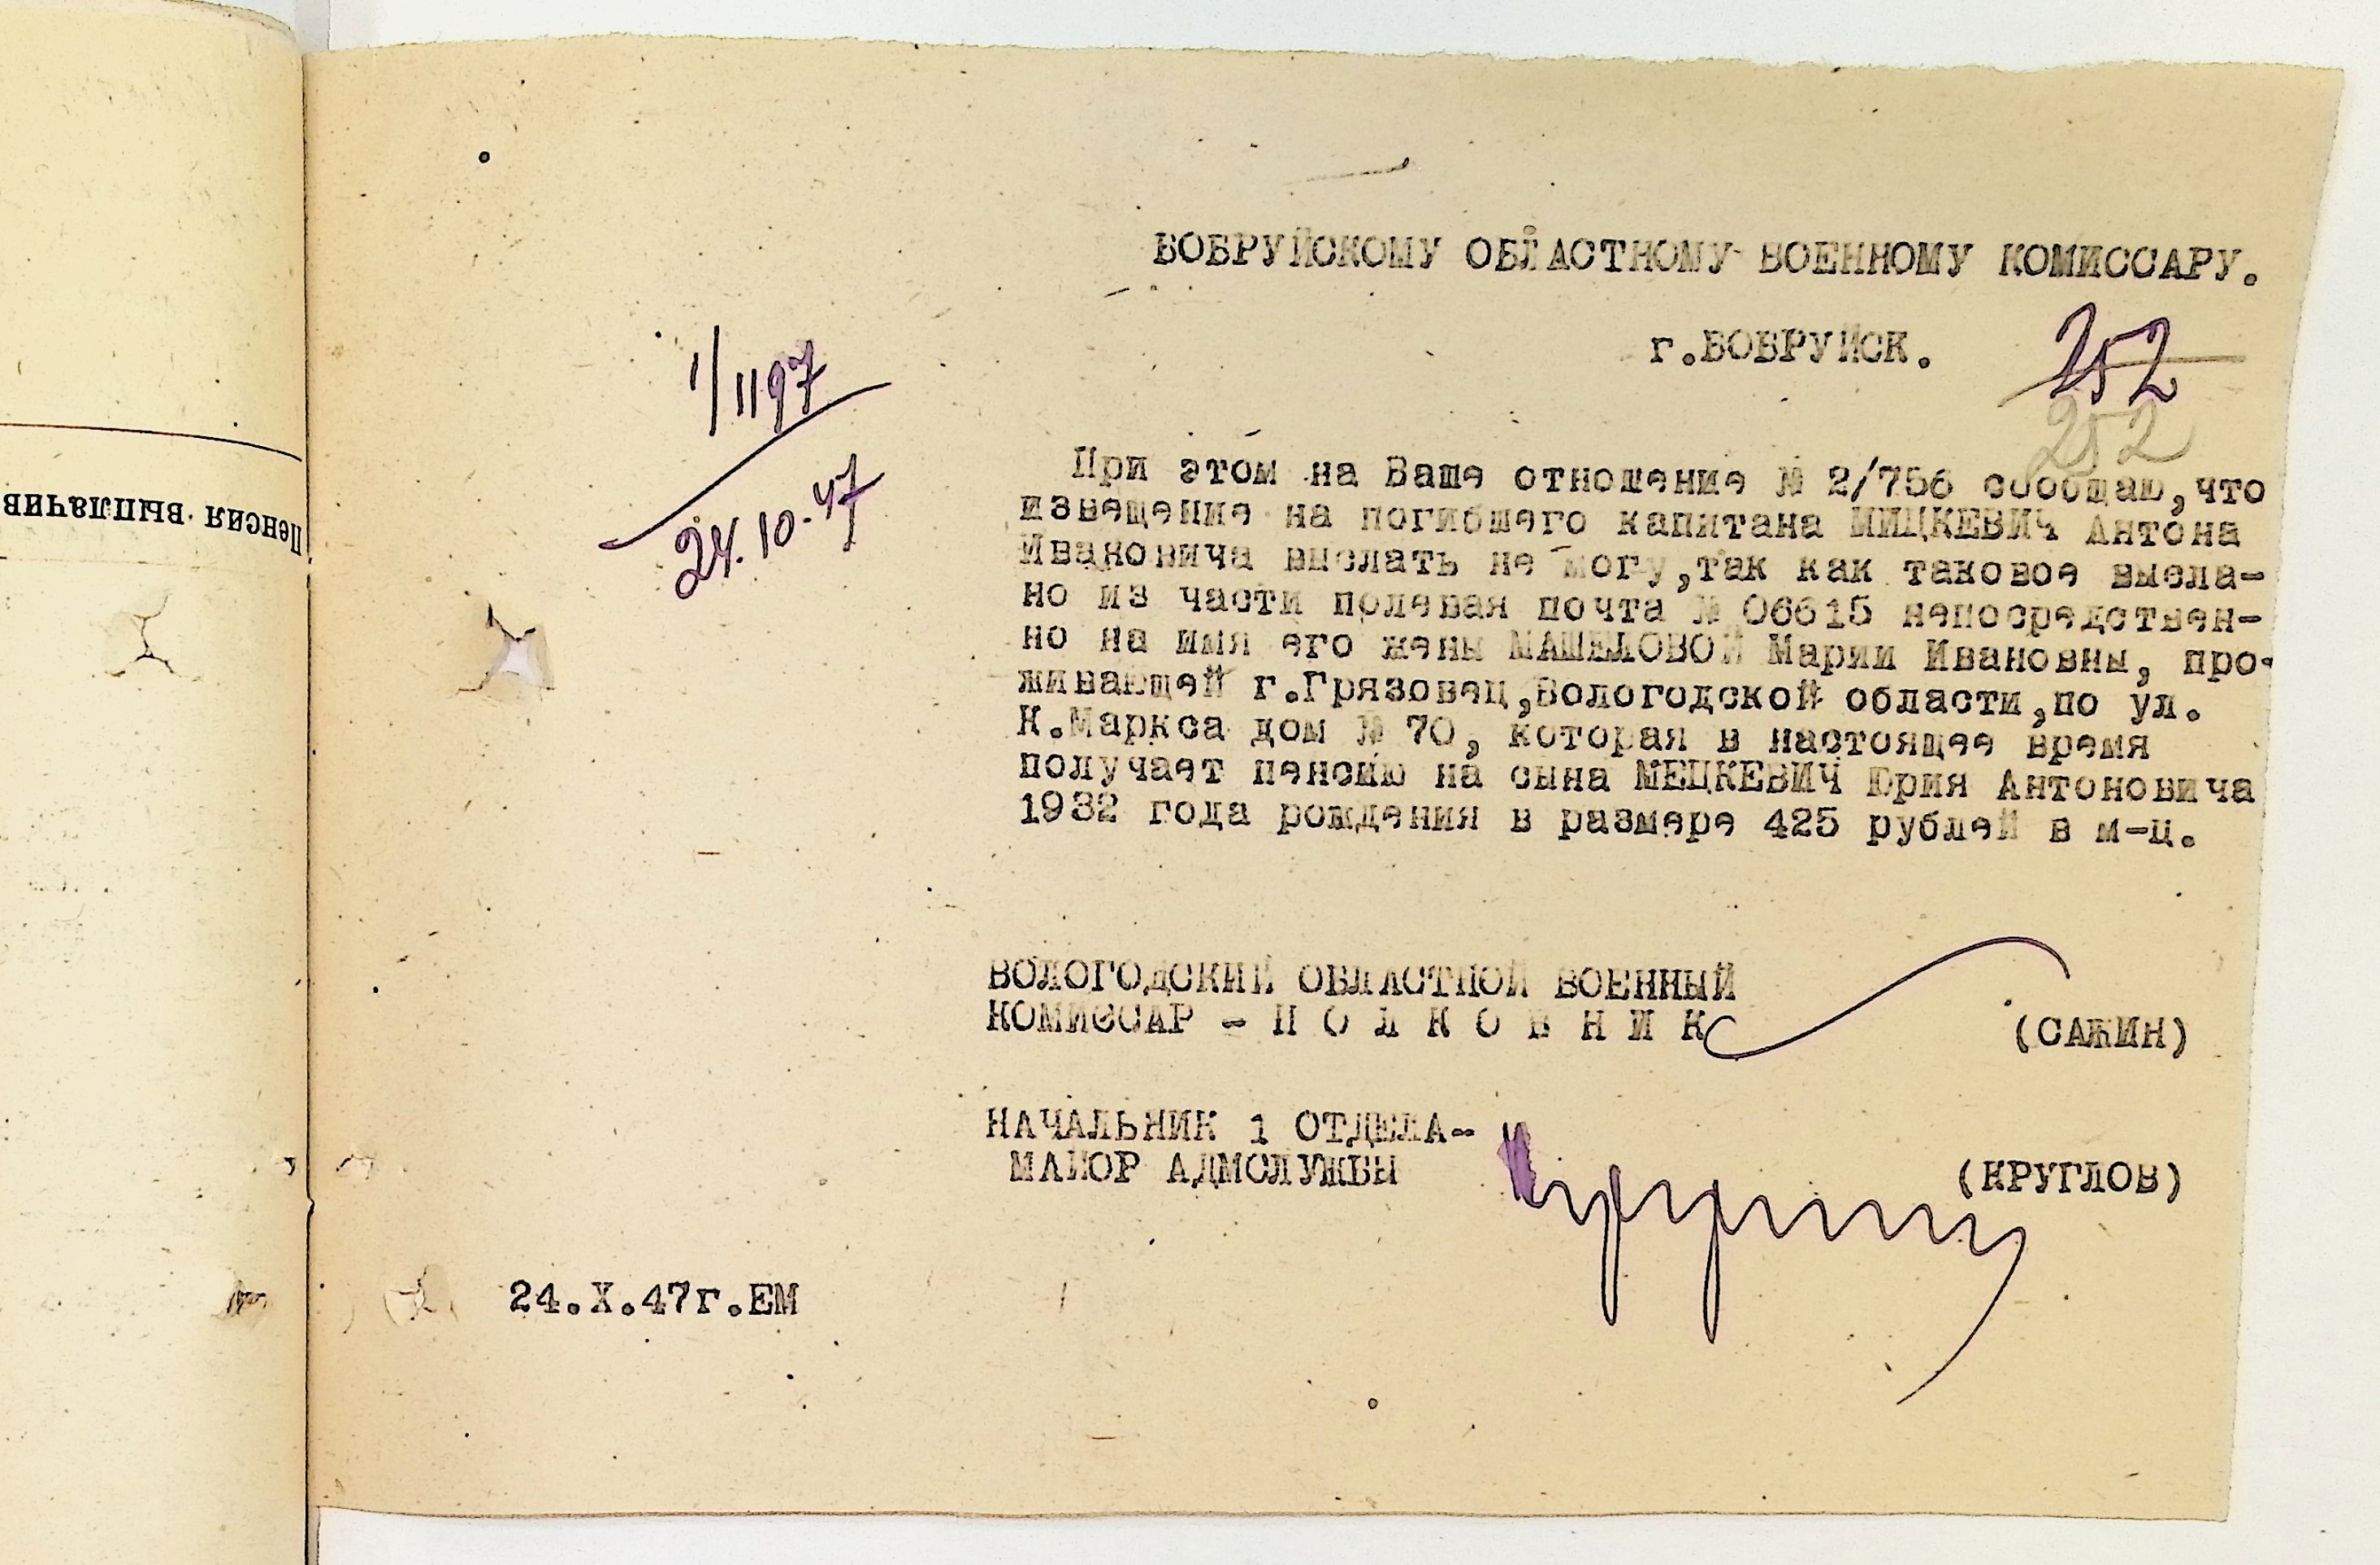 БОБРУЙСКОМУ ОБЛАСТНОМУ ВОЕННОМУ КОМИССАРУ.
г.БОБРУЙСК.
252
252
1/1197
24.10.47
При этом на Ваше отношение № 2/756 сообщаю,что
извещение на погибшего капитана МИЦКЕВИЧ Антона
Ивановича выслать не могу,так как таковое высла-
но из части полевая почта № 06615 непосредствен-
но на имя его жены МАШЕЛОВОЙ Марии Ивановны, про-
живающей г.Грязовец,Вологодской области,по ул.
К.Маркса дом № 70, которая в настоящее время
получает пенсию на сына МЕЦКЕВИЧ Юрия Антоновича
1932 года рождения в размере 425 рублей в м-ц.
ВОЛОГОДСКИЙ ОБЛАСТНОЙ ВОЕННЫЙ
КОМИССАР - П О Л К О В Н И К
(САЖИН)
НАЧАЛЬНИК 1 ОТДЕЛА-
МАЙОР АДМСЛУЖБЫ
(КРУГЛОВ)
24.X.47г.ЕМ
Пенсия выплачив